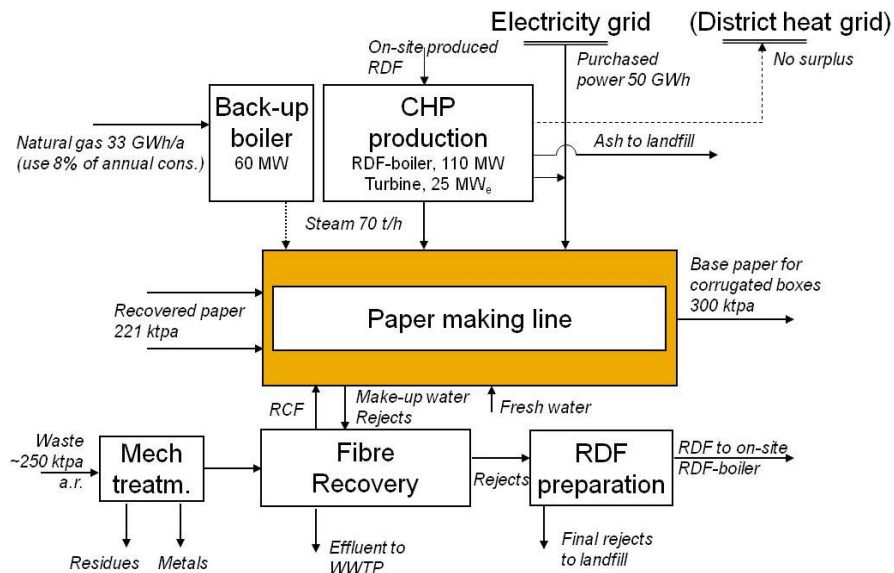 Electricity grid
(District heat grid)
On-site produced
RDF
Purchased
power 50 GWh
No surplus
Back-up
boiler
60 MW
CHP
production
RDF-boiler, 110 MW
Turbine, 25 MWe
Natural gas 33 GWh/a
(use 8% of annual cons.)
Ash to landfill
Steam 70 t/h
Recovered paper
221 ktpa
Paper making line
Base paper for
corrugated boxes
300 ktpa
RCF
Make-up water
Rejects
Fresh water
Waste
~250 ktpa
a.r.
Mech
treatm.
Fibre
Recovery
Rejects
RDF
preparation
RDF to on-site
RDF-boiler
Residues
Metals
Effluent to
WWTP
Final rejects
to landfill